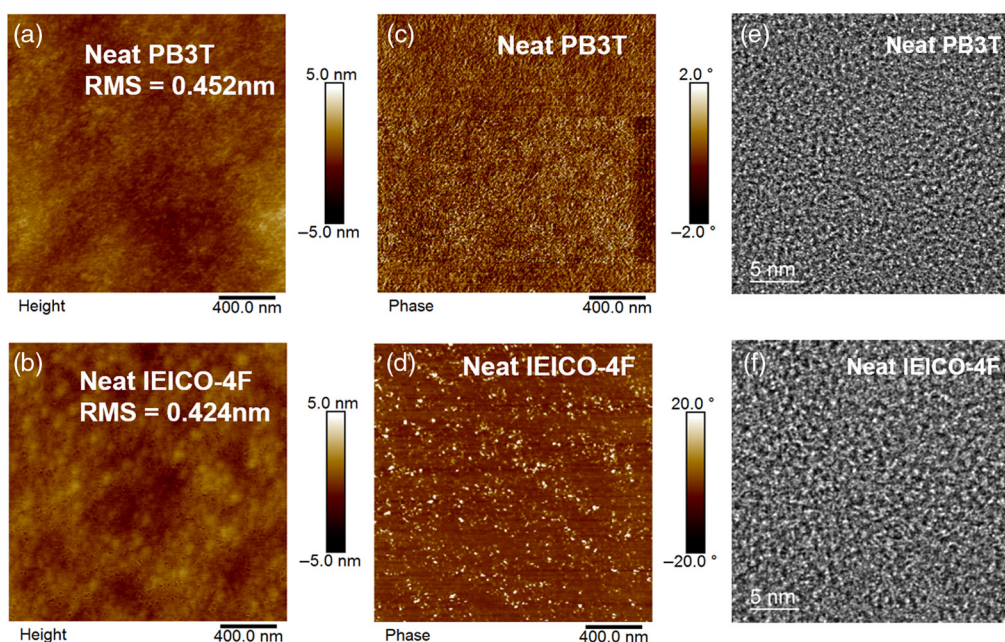 (a)
Neat PB3T
RMS = 0.452nm
5.0 nm
−5.0 nm
Height
400.0 nm
(c)
Neat PB3T
2.0 °
−2.0 °
Phase
400.0 nm
(e)
Neat PB3T
5 nm
(b)
Neat IEICO-4F
RMS = 0.424nm
5.0 nm
−5.0 nm
Height
400.0 nm
(d)
Neat IEICO-4F
20.0 °
−20.0 °
Phase
400.0 nm
(f)
Neat IEICO-4F
5 nm